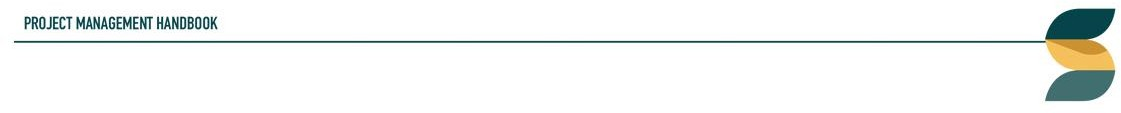 PROJECT MANAGEMENT HANDBOOK